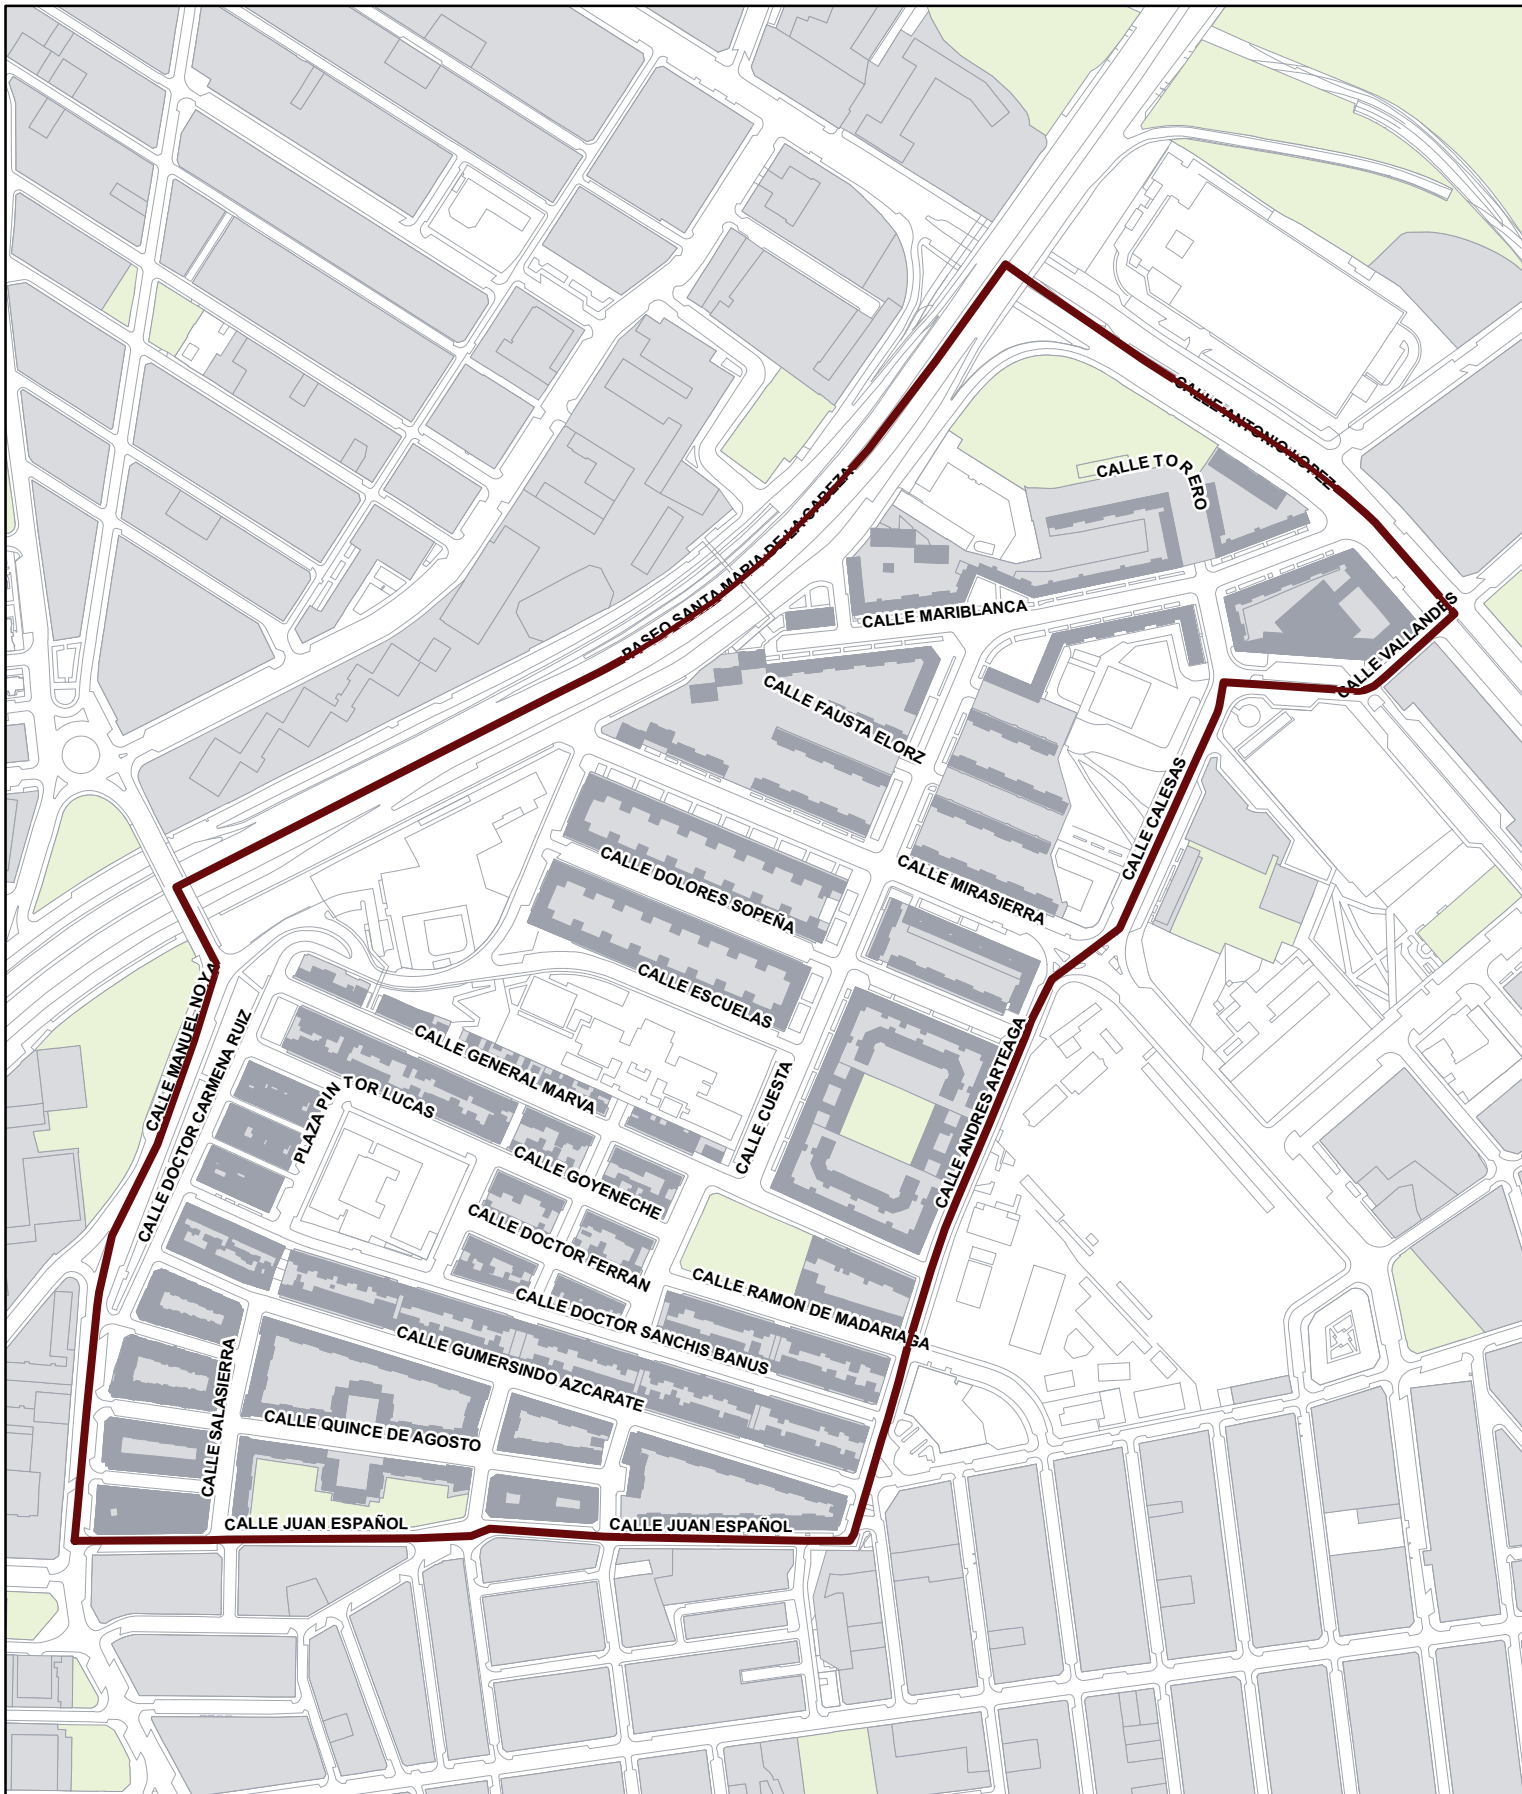 CALLE ANTONIO LOPEZ
CALLE TORERO
PASEO SANTA MARIA DE LA CABEZA
CALLE MARIBLANCA
CALLE VALLANDES
CALLE FAUSTA ELORZ
CALLE CALESAS
CALLE DOLORES SOPEÑA
CALLE MIRASIERRA
CALLE ESCUELAS
CALLE MANUEL NOYA
CALLE DOCTOR CARMENA RUIZ
CALLE GENERAL MARVA
CALLE ANDRES ARTEAGA
PLAZA PINTOR LUCAS
CALLE CUESTA
CALLE GOYENECHE
CALLE DOCTOR FERRAN
CALLE RAMON DE MADARIAGA
CALLE DOCTOR SANCHIS BANUS
CALLE GUMERSINDO AZCARATE
CALLE SALASIERRA
CALLE QUINCE DE AGOSTO
CALLE JUAN ESPAÑOL
CALLE JUAN ESPAÑOL